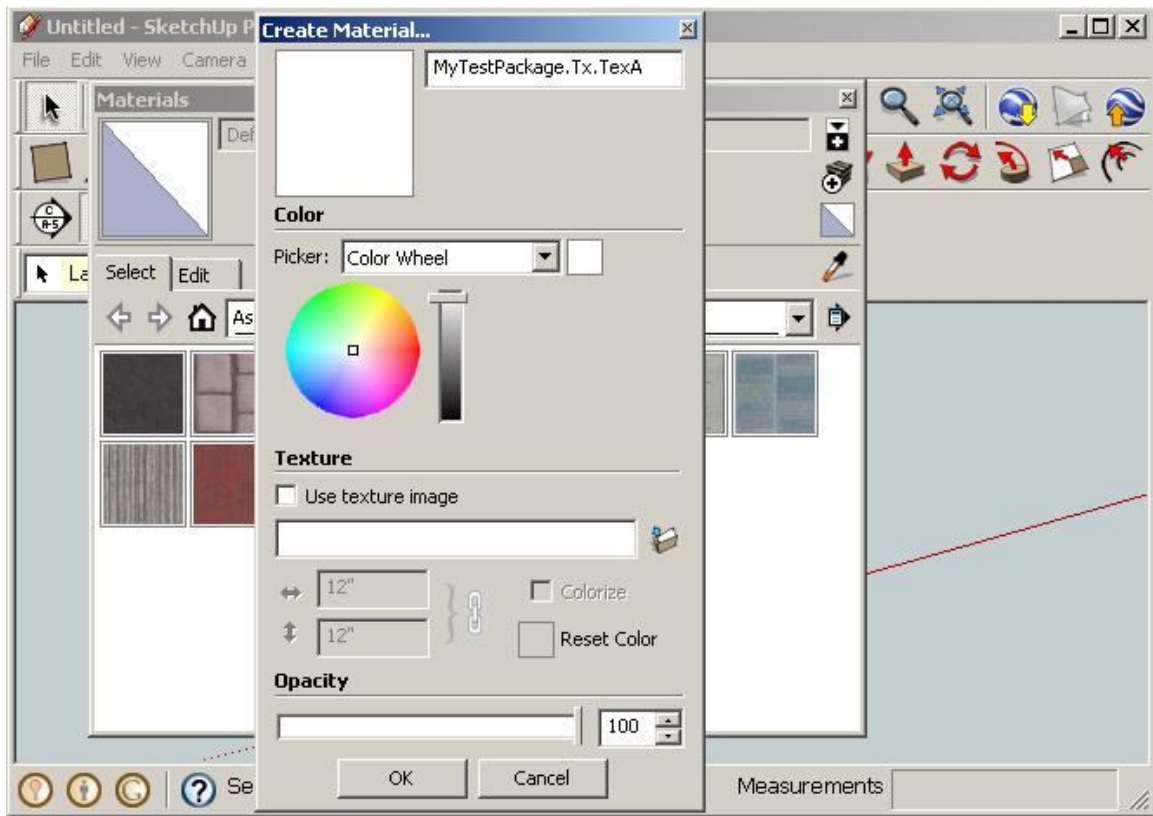 Untitled - SketchUp P
Create Material...
File Edit View Camera
MyTestPackage.Tx.TexA
Materials
Def
Color
Picker: Color Wheel
La
Select Edit
As
Texture
Use texture image
12"
Colorize
12"
Reset Color
Opacity
100
OK Cancel
Se
Measurements